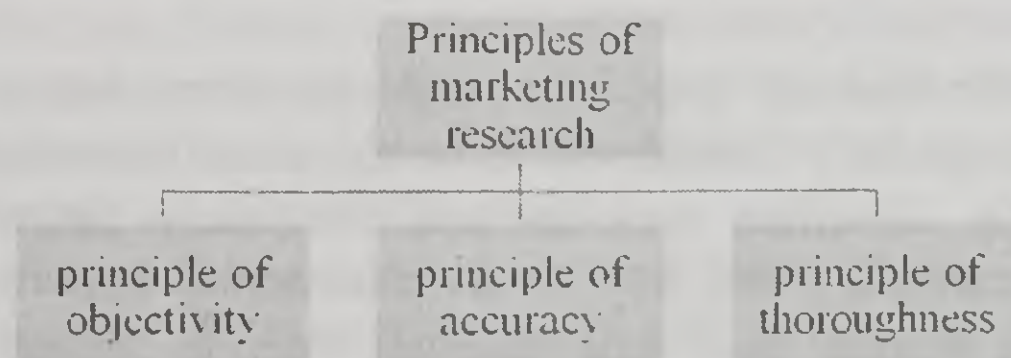 Principles of
marketing
research
principle of
objectivity
principle of
accuracy
principle of
thoroughness